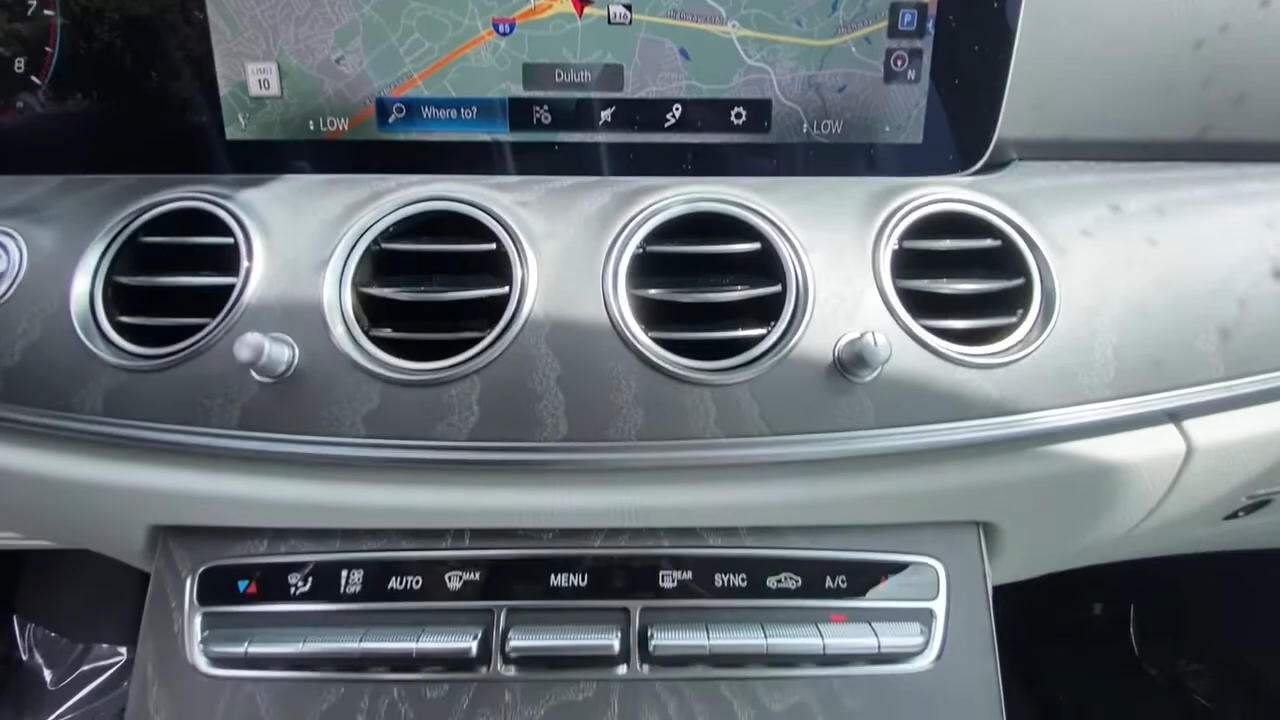 7
8
85
316
P
N
LIMIT
10
Duluth
Where to?
LOW
LOW
OFF
AUTO
MAX
MENU
REAR
SYNC
A/C